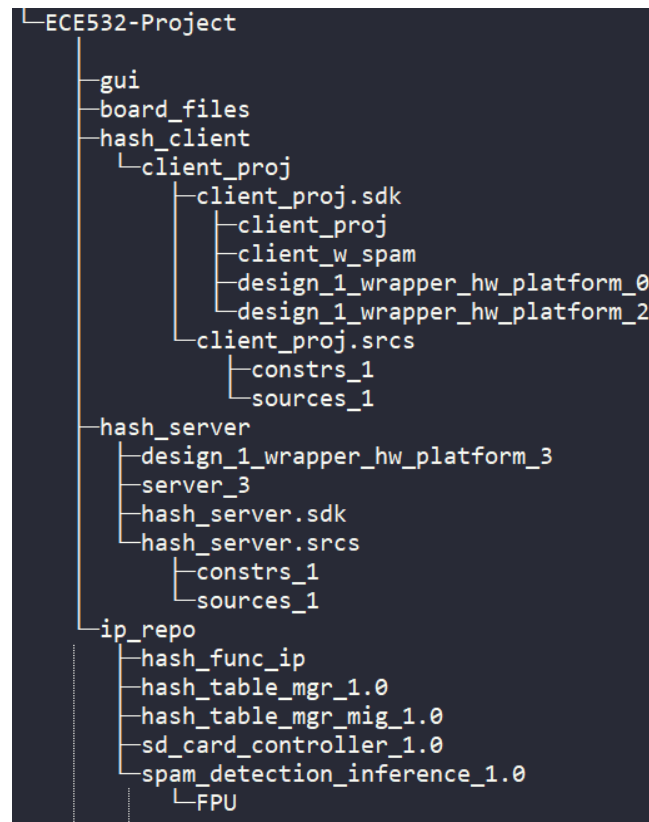 ECE532-Project
gui
board_files
hash_client
client_proj
client_proj.sdk
client_proj
client_w_spam
design_1_wrapper_hw_platform_0
design_1_wrapper_hw_platform_2
client_proj.srcs
constrs_1
sources_1
hash_server
design_1_wrapper_hw_platform_3
server_3
hash_server.sdk
hash_server.srcs
constrs_1
sources_1
ip_repo
hash_func_ip
hash_table_mgr_1.0
hash_table_mgr_mig_1.0
sd_card_controller_1.0
spam_detection_inference_1.0
FPU